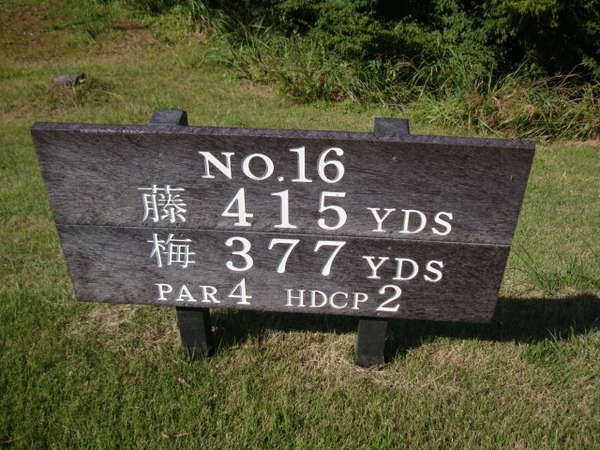 NO.16
藤 415 YDS
梅 377 YDS
PAR 4 HDCP 2